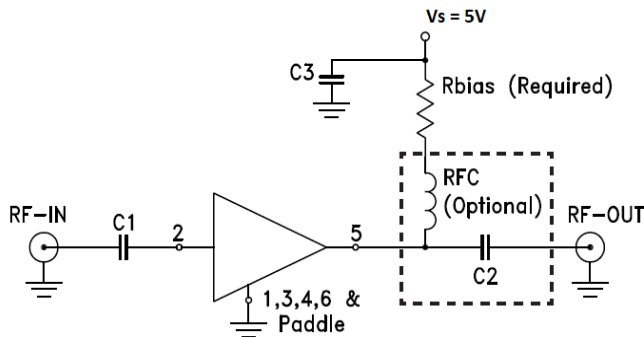 Vs = 5V
C3
Rbias (Required)
RFC
(Optional)
RF-IN
C1
2
5
RF-OUT
C2
1,3,4,6 &
Paddle